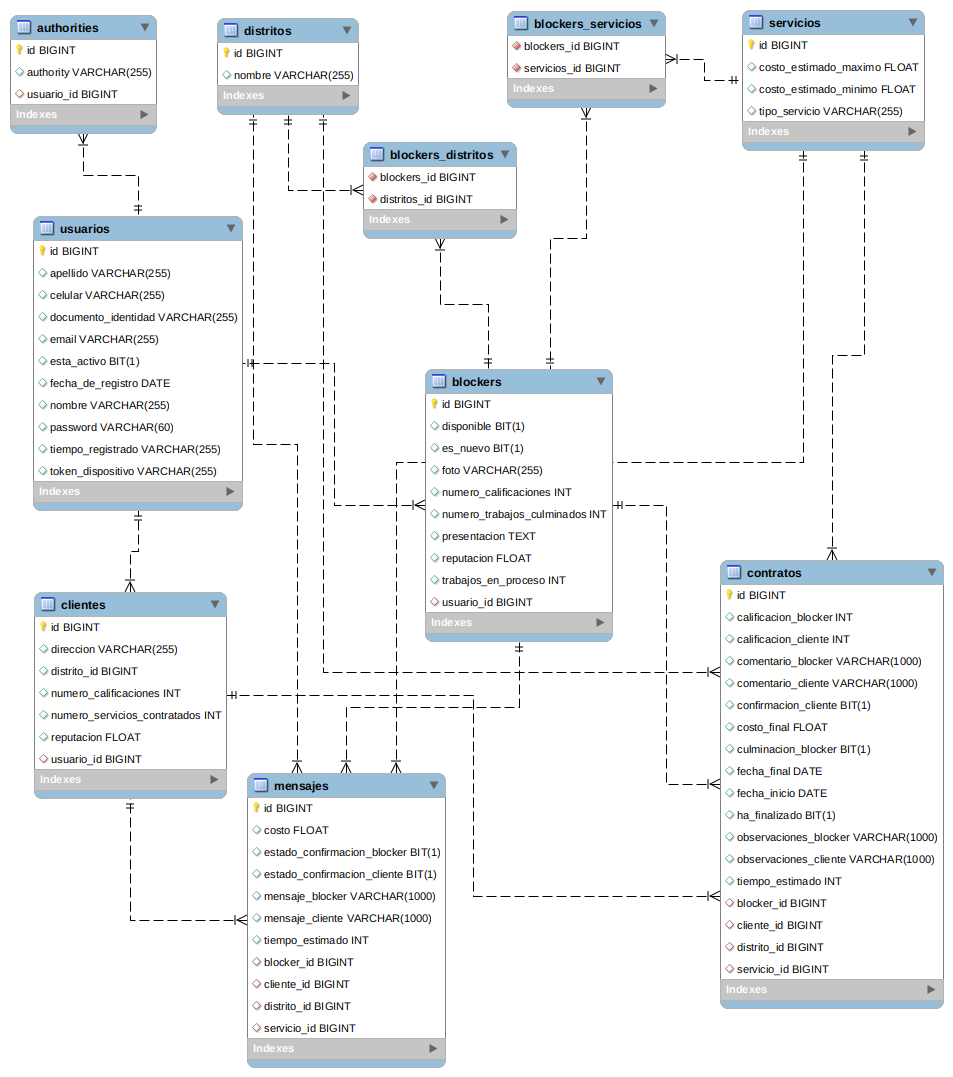 authorities
id BIGINT
authority VARCHAR(255)
usuario_id BIGINT
Indexes
distritos
id BIGINT
nombre VARCHAR(255)
Indexes
blockers_servicios
blockers_id BIGINT
servicios_id BIGINT
Indexes
servicios
id BIGINT
costo_estimado_maximo FLOAT
costo_estimado_minimo FLOAT
tipo_servicio VARCHAR(255)
Indexes
blockers_distritos
blockers_id BIGINT
distritos_id BIGINT
Indexes
usuarios
id BIGINT
apellido VARCHAR(255)
celular VARCHAR(255)
documento_identidad VARCHAR(255)
email VARCHAR(255)
esta_activo BIT(1)
fecha_de_registro DATE
nombre VARCHAR(255)
password VARCHAR(60)
tiempo_registrado VARCHAR(255)
token_dispositivo VARCHAR(255)
Indexes
blockers
id BIGINT
disponible BIT(1)
es_nuevo BIT(1)
foto VARCHAR(255)
numero_calificaciones INT
numero_trabajos_culminados INT
presentacion TEXT
reputacion FLOAT
trabajos_en_proceso INT
usuario_id BIGINT
Indexes
clientes
id BIGINT
direccion VARCHAR(255)
distrito_id BIGINT
numero_calificaciones INT
numero_servicios_contratados INT
reputacion FLOAT
usuario_id BIGINT
Indexes
contratos
id BIGINT
calificacion_blocker INT
calificacion_cliente INT
comentario_blocker VARCHAR(1000)
comentario_cliente VARCHAR(1000)
confirmacion_cliente BIT(1)
costo_final FLOAT
culminacion_blocker BIT(1)
fecha_final DATE
fecha_inicio DATE
ha_finalizado BIT(1)
observaciones_blocker VARCHAR(1000)
observaciones_cliente VARCHAR(1000)
tiempo_estimado INT
blocker_id BIGINT
cliente_id BIGINT
distrito_id BIGINT
servicio_id BIGINT
Indexes
mensajes
id BIGINT
costo FLOAT
estado_confirmacion_blocker BIT(1)
estado_confirmacion_cliente BIT(1)
mensaje_blocker VARCHAR(1000)
mensaje_cliente VARCHAR(1000)
tiempo_estimado INT
blocker_id BIGINT
cliente_id BIGINT
distrito_id BIGINT
servicio_id BIGINT
Indexes